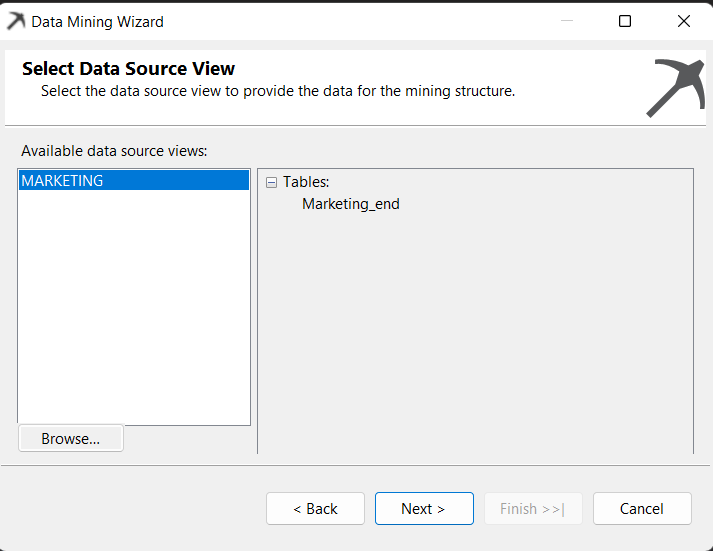 Data Mining Wizard
Select Data Source View
Select the data source view to provide the data for the mining structure.
Available data source views:
MARKETING
Tables:
Marketing_end
Browse...
< Back
Next >
Finish >>|
Cancel